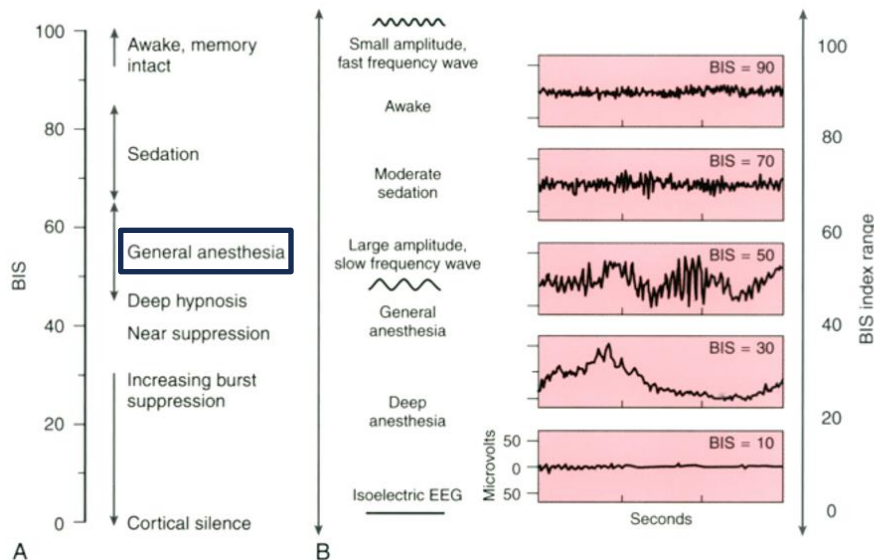 BIS
100
80
60
40
20
0
Awake, memory
intact
Sedation
General anesthesia
Deep hypnosis
Near suppression
Increasing burst
suppression
Cortical silence
A
Small amplitude,
fast frequency wave
Awake
Moderate
sedation
Large amplitude,
slow frequency wave
General
anesthesia
Deep
anesthesia
Isoelectric EEG
B
BIS = 90
BIS = 70
BIS = 50
BIS = 30
BIS = 10
Microvolts
50
0
50
Seconds
100
80
60
40
20
0
BIS index range